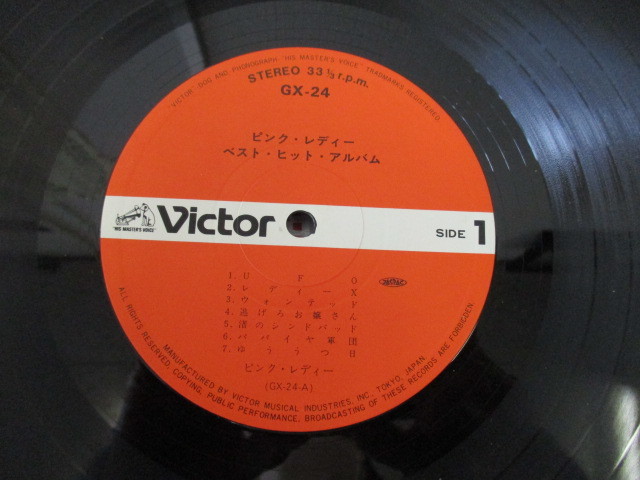 "VICTOR" DOG AND PHONOGRAPH "HIS MASTER'S VOICE" TRADMARKS REGISTERED
STEREO 33⅓ r.p.m.
GX-24
ピンク・レディー
ベスト・ヒット・アルバム
"HIS MASTER'S VOICE"
Victor
SIDE 1
1. U F O
2. レディー X
3. ウォンテッド
4. 逃げろお嬢さん
5. 渚のシンドバッド
6. パパイヤ軍団
7. ゆううつ日
ピンク・レディー
(GX-24-A)
MANUFACTURED BY VICTOR MUSICAL INDUSTRIES, INC., TOKYO, JAPAN
ALL RIGHTS RESERVED. COPYING, PUBLIC PERFORMANCE, BROADCASTING OF THESE RECORDS ARE FORBIDDEN.